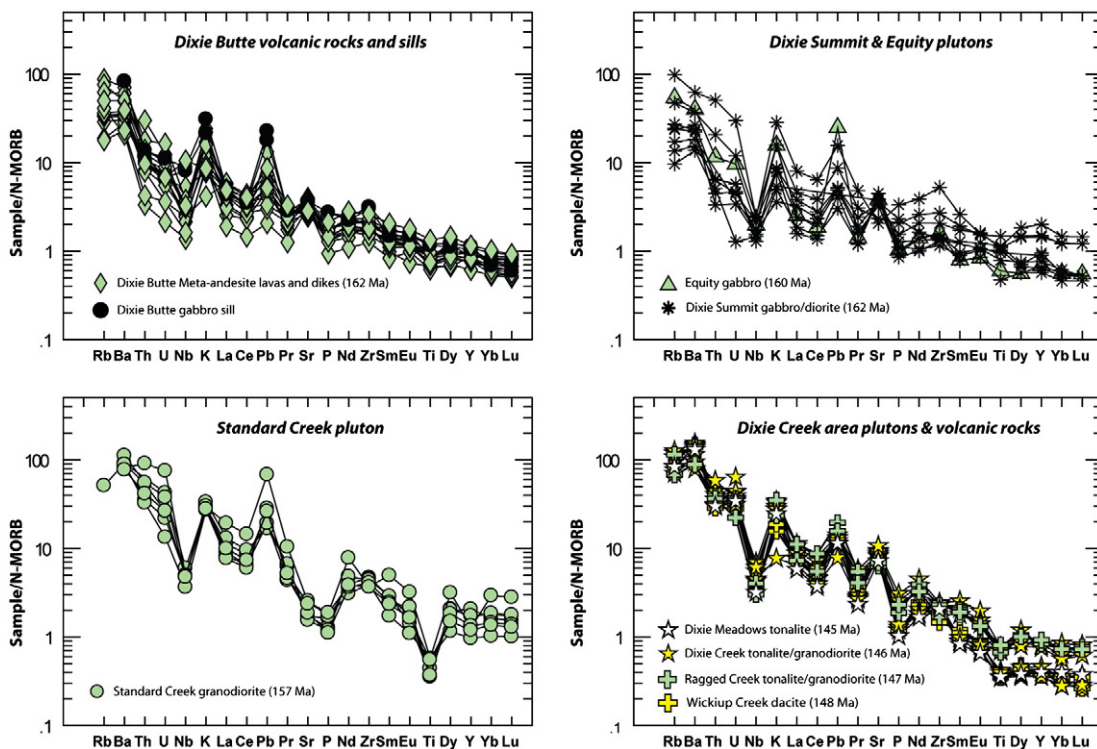 Dixie Butte volcanic rocks and sills
100
10
1
.1
Sample/N-MORB
Dixie Butte Meta-andesite lavas and dikes (162 Ma)
Dixie Butte gabbro sill
Rb Ba Th U Nb K La Ce Pb Pr Sr P Nd Zr Sm Eu Ti Dy Y Yb Lu
Dixie Summit & Equity plutons
100
10
1
.1
Sample/N-MORB
Equity gabbro (160 Ma)
Dixie Summit gabbro/diorite (162 Ma)
Rb Ba Th U Nb K La Ce Pb Pr Sr P Nd Zr Sm Eu Ti Dy Y Yb Lu
Standard Creek pluton
100
10
1
.1
Sample/N-MORB
Standard Creek granodiorite (157 Ma)
Rb Ba Th U Nb K La Ce Pb Pr Sr P Nd Zr Sm Eu Ti Dy Y Yb Lu
Dixie Creek area plutons & volcanic rocks
100
10
1
.1
Sample/N-MORB
Dixie Meadows tonalite (145 Ma)
Dixie Creek tonalite/granodiorite (146 Ma)
Ragged Creek tonalite/granodiorite (147 Ma)
Wickiup Creek dacite (148 Ma)
Rb Ba Th U Nb K La Ce Pb Pr Sr P Nd Zr Sm Eu Ti Dy Y Yb Lu